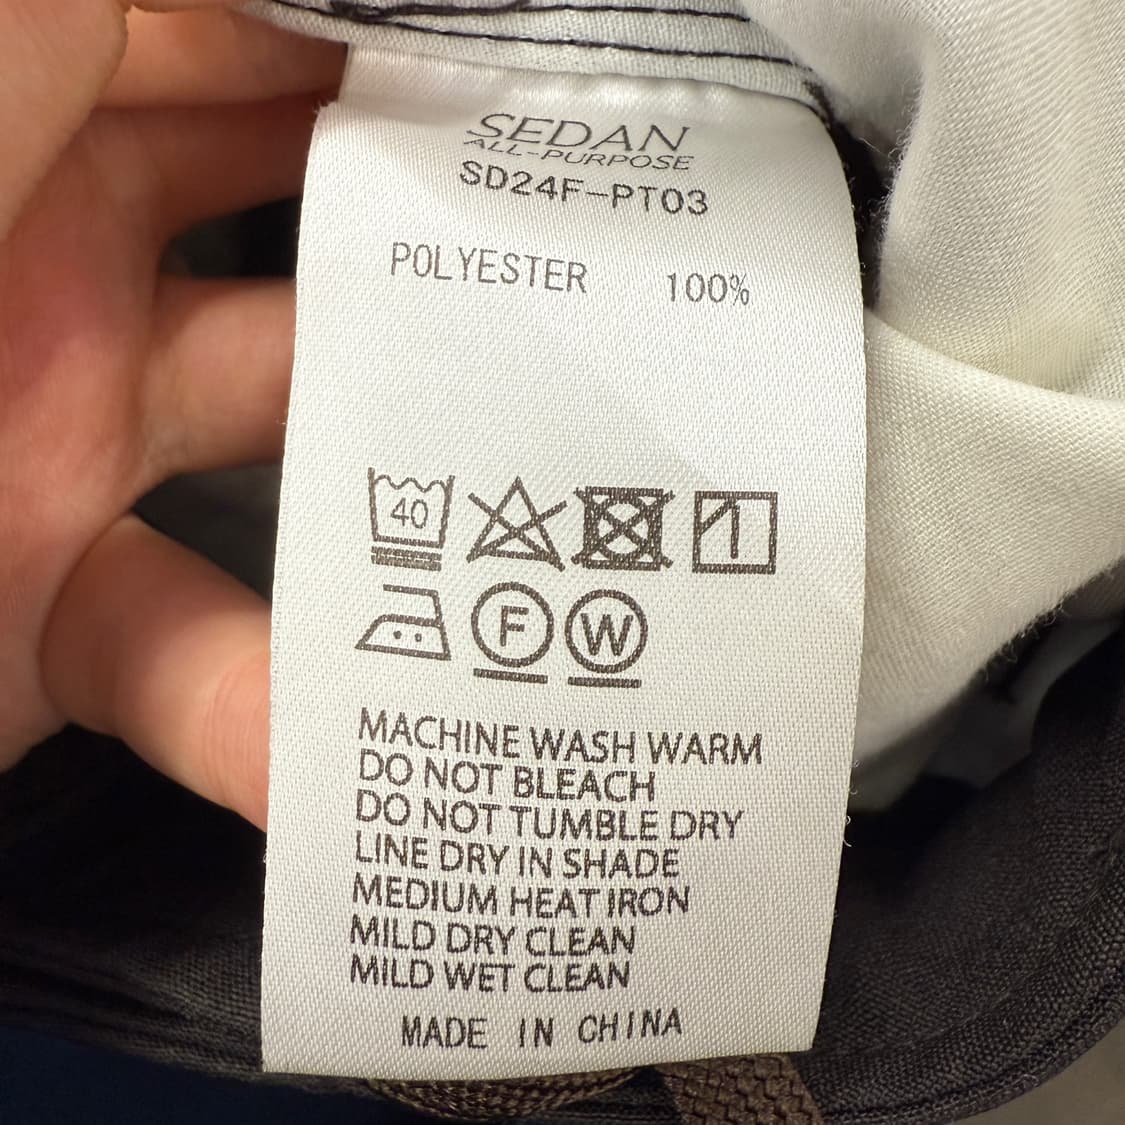 SEDAN
ALL-PURPOSE
SD24F-PT03
POLYESTER 100%
40
F W
MACHINE WASH WARM
DO NOT BLEACH
DO NOT TUMBLE DRY
LINE DRY IN SHADE
MEDIUM HEAT IRON
MILD DRY CLEAN
MILD WET CLEAN
MADE IN CHINA